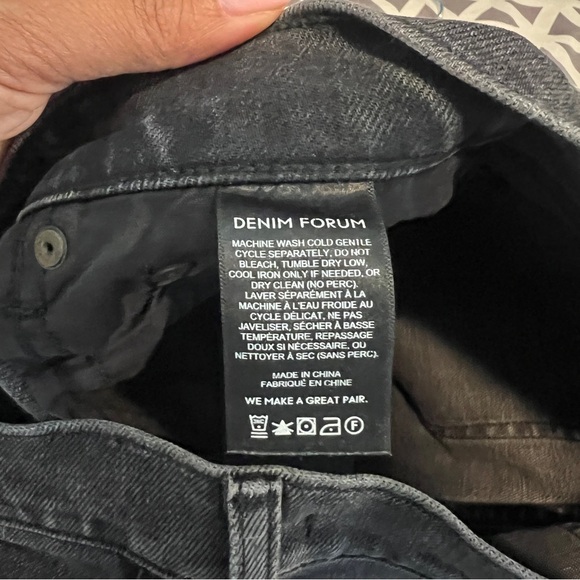 DENIM FORUM
MACHINE WASH COLD GENTLE
CYCLE SEPARATELY, DO NOT
BLEACH, TUMBLE DRY LOW,
COOL IRON ONLY IF NEEDED, OR
DRY CLEAN (NO PERC).
LAVER SÉPARÉMENT À LA
MACHINE À L'EAU FROIDE AU
CYCLE DÉLICAT, NE PAS
JAVELISER, SÉCHER À BASSE
TEMPÉRATURE, REPASSAGE
DOUX SI NÉCESSAIRE, OU
NETTOYER À SEC (SANS PERC).
MADE IN CHINA
FABRIQUÉ EN CHINE
WE MAKE A GREAT PAIR.
F